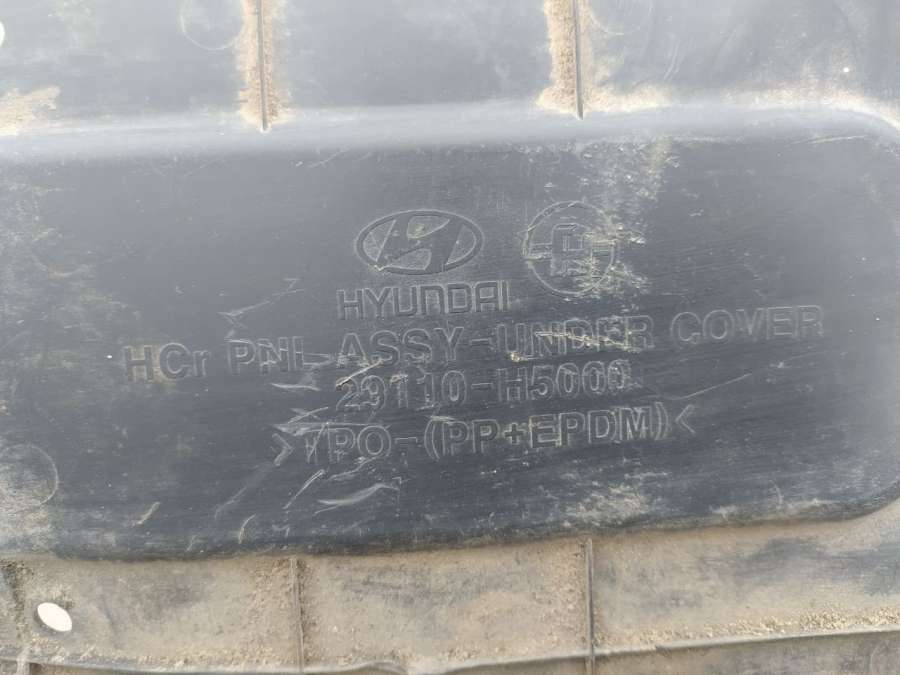 HYUNDAI
HCr PNL ASSY-UNDER COVER
29110-H5000
>TPO-(PP+EPDM)<